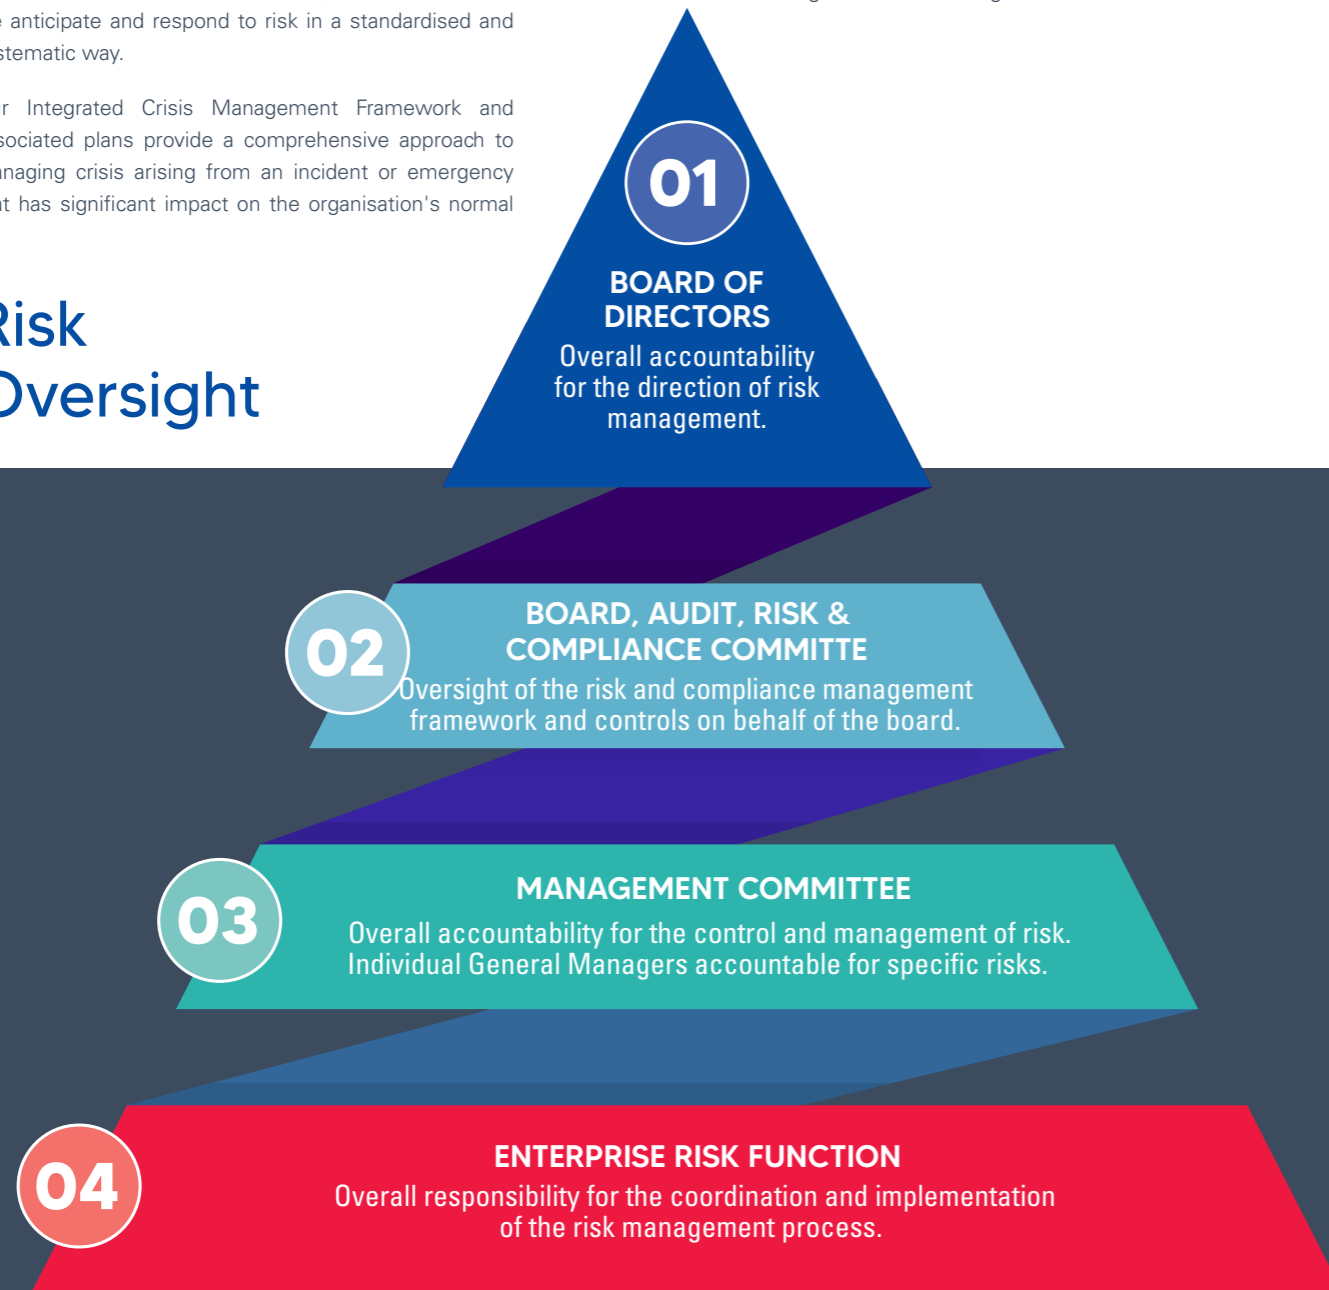 anticipate and respond to risk in a standardised and
way.
Integrated Crisis Management Framework and
plans provide a comprehensive approach to
crisis arising from an incident or emergency
has significant impact on the organisation's normal
Risk
Oversight
01
BOARD OF
DIRECTORS
Overall accountability
for the direction of risk
management.
02
BOARD, AUDIT, RISK &
COMPLIANCE COMMITTE
Oversight of the risk and compliance management
framework and controls on behalf of the board.
03
MANAGEMENT COMMITTEE
Overall accountability for the control and management of risk.
Individual General Managers accountable for specific risks.
04
ENTERPRISE RISK FUNCTION
Overall responsibility for the coordination and implementation
of the risk management process.